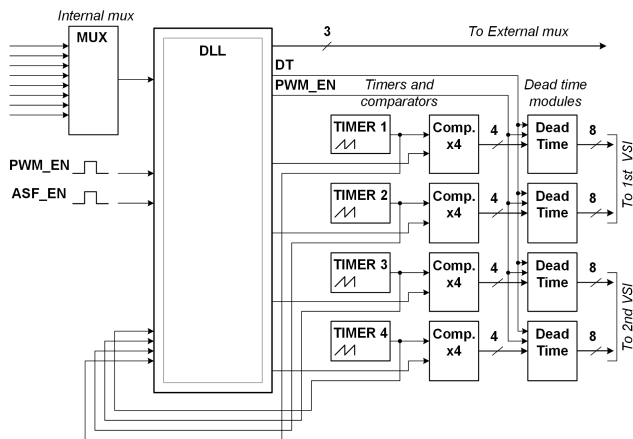 Internal mux
MUX
DLL
3
To External mux
DT
PWM_EN
Timers and
comparators
Dead time
modules
PWM_EN
ASF_EN
TIMER 1
Comp.
x4
4
Dead
Time
8
TIMER 2
Comp.
x4
4
Dead
Time
8
To 1st VSI
TIMER 3
Comp.
x4
4
Dead
Time
8
TIMER 4
Comp.
x4
4
Dead
Time
8
To 2nd VSI